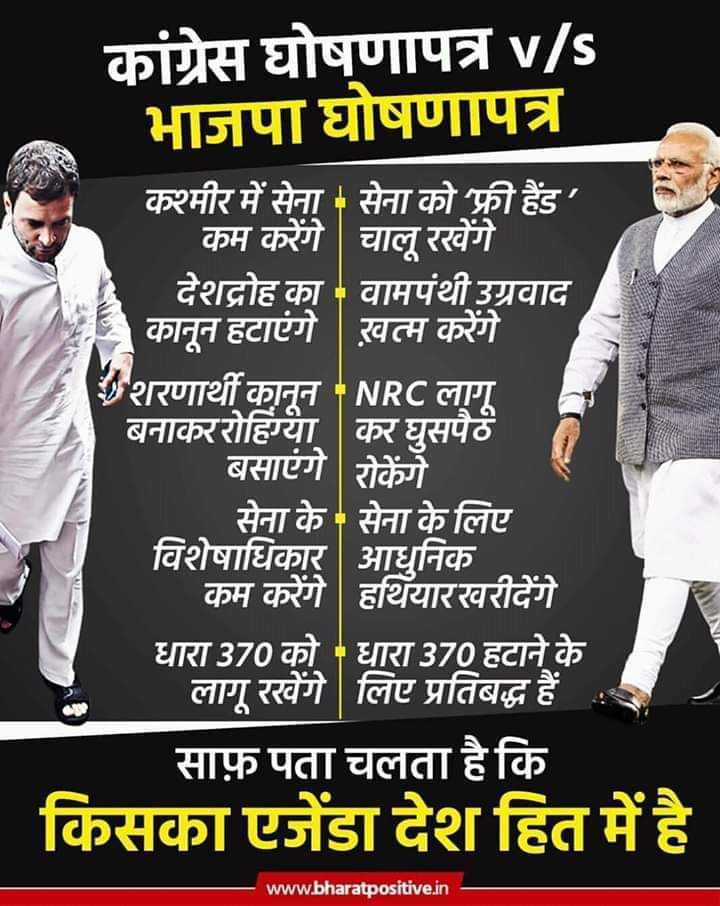 कांग्रेस घोषणापत्र v/s
भाजपा घोषणापत्र
कश्मीर में सेना
कम करेंगे
सेना को ‘फ्री हैंड ’
चालू रखेंगे
देशद्रोह का
कानून हटाएंगे
वामपंथी उग्रवाद
ख़त्म करेंगे
शरणार्थी कानून
बनाकर रोहिंग्या
बसाएंगे
NRC लागू
कर घुसपैठ
रोकेंगे
सेना के
विशेषाधिकार
कम करेंगे
सेना के लिए
आधुनिक
हथियार खरीदेंगे
धारा 370 को
लागू रखेंगे
धारा 370 हटाने के
लिए प्रतिबद्ध हैं
साफ़ पता चलता है कि
किसका एजेंडा देश हित में है
www.bharatpositive.in